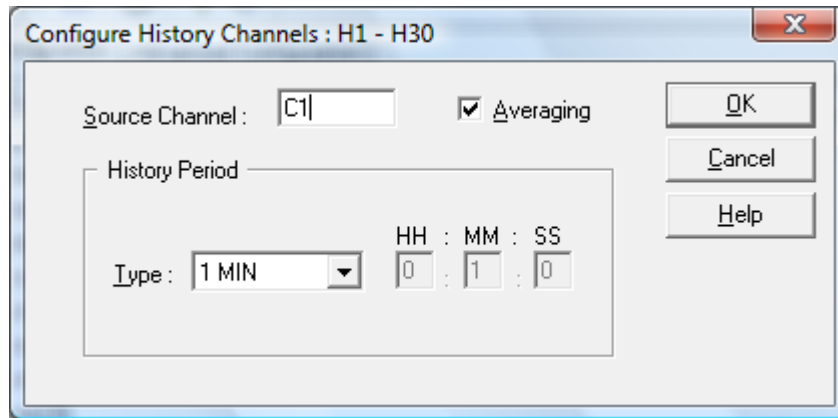 Configure History Channels : H1 - H30
Source Channel : C1
Averaging
OK
Cancel
Help
History Period
HH : MM : SS
Type : 1 MIN
0 : 1 : 0